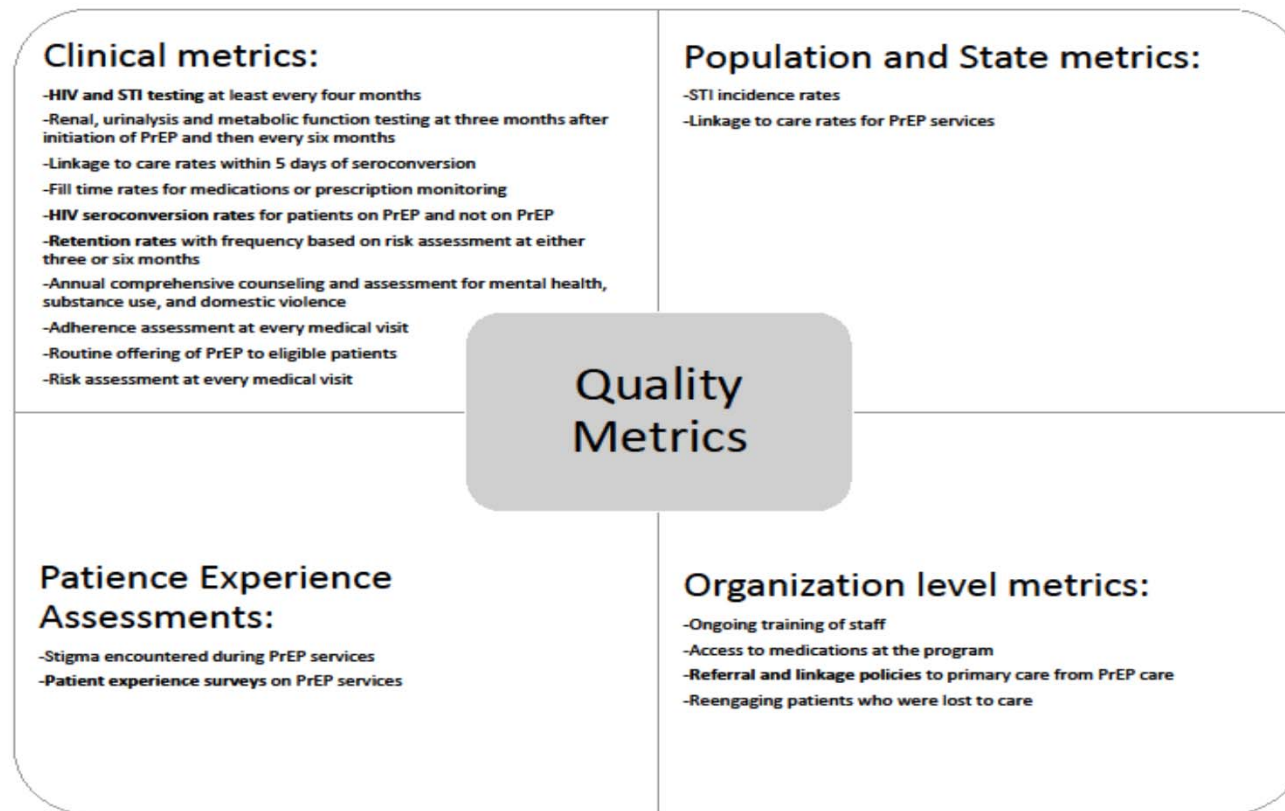 Clinical metrics:
-HIV and STI testing at least every four months
-Renal, urinalysis and metabolic function testing at three months after
initiation of PrEP and then every six months
-Linkage to care rates within 5 days of seroconversion
-Fill time rates for medications or prescription monitoring
-HIV seroconversion rates for patients on PrEP and not on PrEP
-Retention rates with frequency based on risk assessment at either
three or six months
-Annual comprehensive counseling and assessment for mental health,
substance use, and domestic violence
-Adherence assessment at every medical visit
-Routine offering of PrEP to eligible patients
-Risk assessment at every medical visit
Population and State metrics:
-STI incidence rates
-Linkage to care rates for PrEP services
Quality
Metrics
Patience Experience
Assessments:
-Stigma encountered during PrEP services
-Patient experience surveys on PrEP services
Organization level metrics:
-Ongoing training of staff
-Access to medications at the program
-Referral and linkage policies to primary care from PrEP care
-Reengaging patients who were lost to care